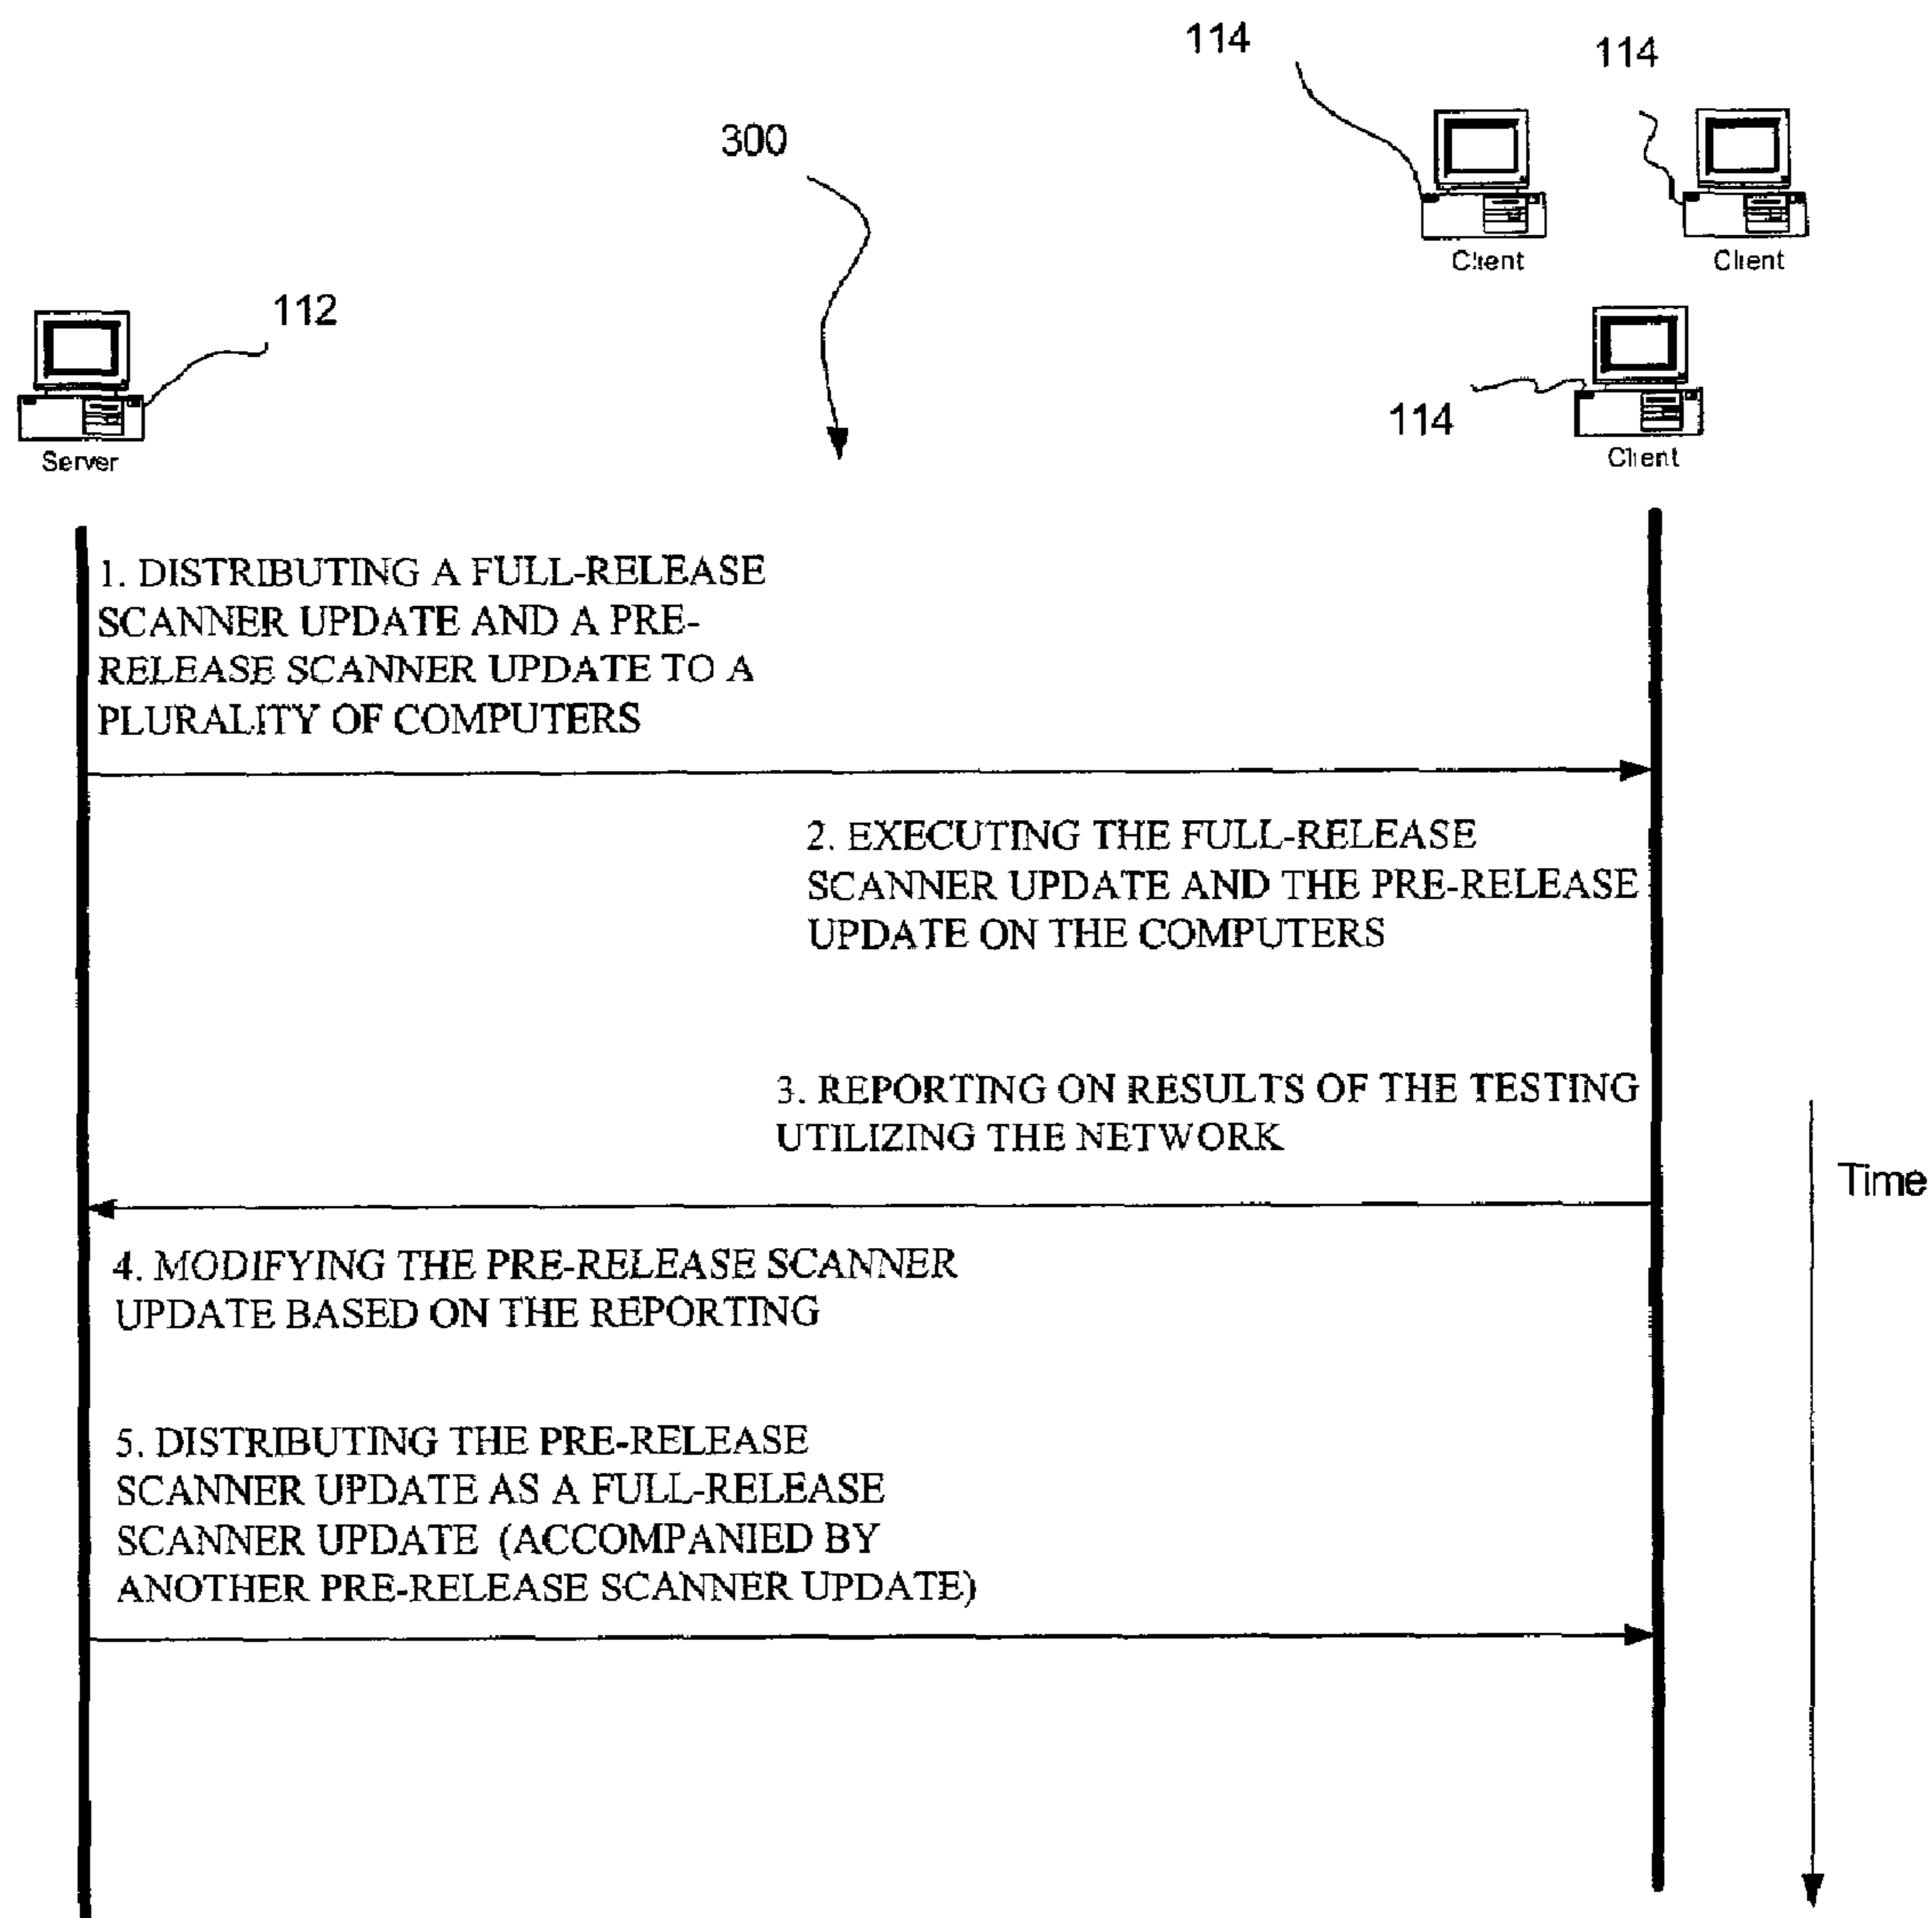 114
114
300
Client
Client
112
114
Server
Client
1. DISTRIBUTING A FULL-RELEASE
SCANNER UPDATE AND A PRE-
RELEASE SCANNER UPDATE TO A
PLURALITY OF COMPUTERS
2. EXECUTING THE FULL-RELEASE
SCANNER UPDATE AND THE PRE-RELEASE
UPDATE ON THE COMPUTERS
3. REPORTING ON RESULTS OF THE TESTING
UTILIZING THE NETWORK
Time
4. MODIFYING THE PRE-RELEASE SCANNER
UPDATE BASED ON THE REPORTING
5. DISTRIBUTING THE PRE-RELEASE
SCANNER UPDATE AS A FULL-RELEASE
SCANNER UPDATE (ACCOMPANIED BY
ANOTHER PRE-RELEASE SCANNER UPDATE)